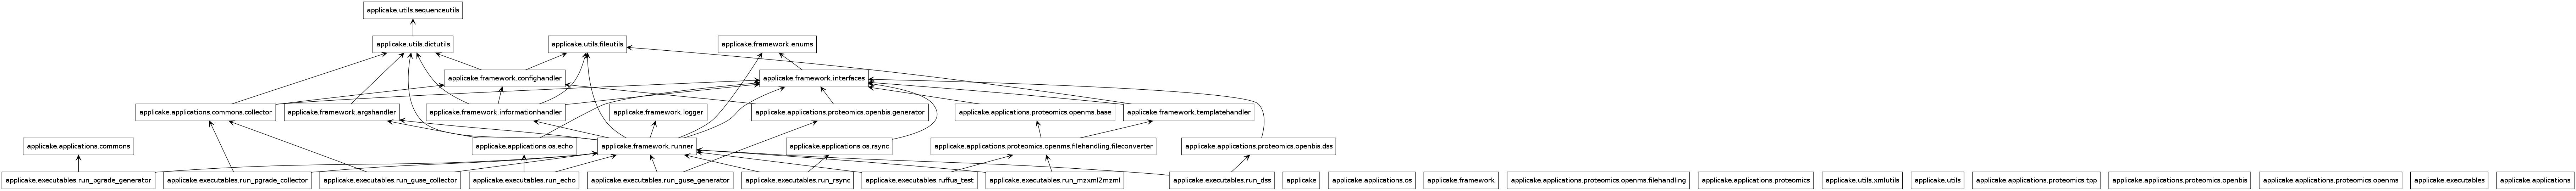 applicake.utils.sequenceutils
applicake.utils.dictutils
applicake.utils.fileutils
applicake.framework.enums
applicake.framework.confighandler
applicake.framework.interfaces
applicake.applications.commons.collector
applicake.framework.argshandler
applicake.framework.informationhandler
applicake.framework.logger
applicake.applications.proteomics.openbis.generator
applicake.applications.proteomics.openms.base
applicake.framework.templatehandler
applicake.applications.commons
applicake.applications.os.echo
applicake.framework.runner
applicake.applications.os.rsync
applicake.applications.proteomics.openms.filehandling.fileconverter
applicake.applications.proteomics.openbis.dss
applicake.executables.run_pgrade_generator
applicake.executables.run_pgrade_collector
applicake.executables.run_guse_collector
applicake.executables.run_echo
applicake.executables.run_guse_generator
applicake.executables.run_rsync
applicake.executables.ruffus_test
applicake.executables.run_mzxml2mzml
applicake.executables.run_dss
applicake
applicake.applications.os
applicake.framework
applicake.applications.proteomics.openms.filehandling
applicake.applications.proteomics
applicake.utils.xmlutils
applicake.utils
applicake.applications.proteomics.tpp
applicake.applications.proteomics.openbis
applicake.applications.proteomics.openms
applicake.executables
applicake.applications